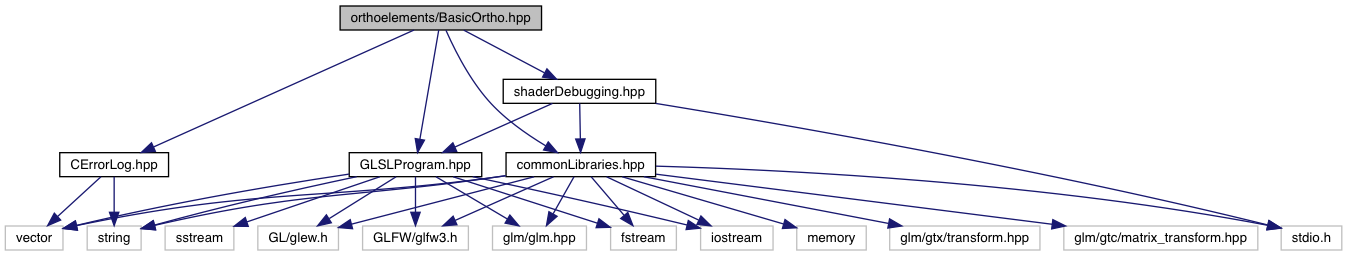 orthoelements/BasicOrtho.hpp
shaderDebugging.hpp
CErrorLog.hpp
GLSLProgram.hpp
commonLibraries.hpp
vector
string
sstream
GL/glew.h
GLFW/glfw3.h
glm/glm.hpp
fstream
iostream
memory
glm/gtx/transform.hpp
glm/gtc/matrix_transform.hpp
stdio.h